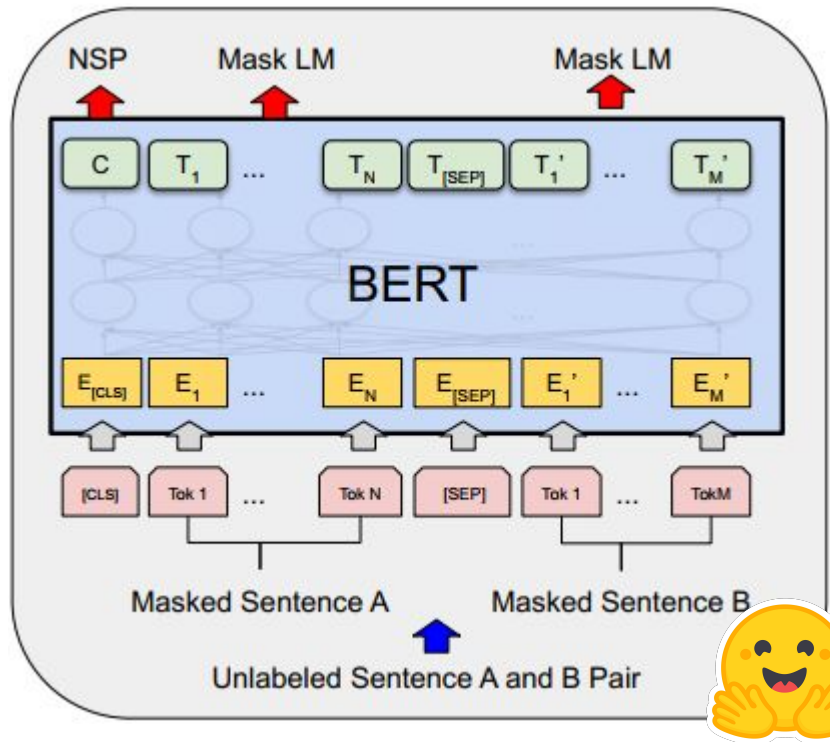 NSP Mask LM Mask LM
C T1 ... TN T[SEP] T1' ... TM'
...
BERT
...
E[CLS] E1 ... EN E[SEP] E1' ... EM'
[CLS] Tok 1 ... Tok N [SEP] Tok 1 ... TokM
Masked Sentence A Masked Sentence B
Unlabeled Sentence A and B Pair